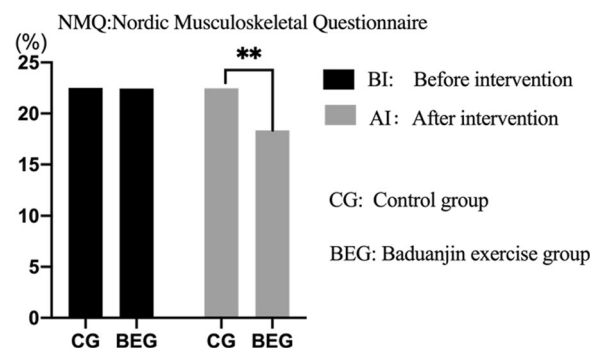 NMQ:Nordic Musculoskeletal Questionnaire
(%)
**
25
20
15
10
5
0
CG BEG CG BEG
BI: Before intervention
AI: After intervention
CG: Control group
BEG: Baduanjin exercise group